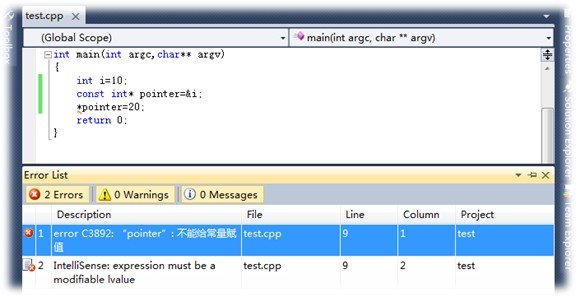 test.cpp
(Global Scope)
main(int argc, char ** argv)
int main(int argc,char** argv)
{
int i=10;
const int* pointer=&i;
*pointer=20;
return 0;
}
Error List
2 Errors
0 Warnings
0 Messages
Description File Line Column Project
1 error C3892: “pointer”: 不能给常量赋值 test.cpp 9 1 test
2 IntelliSense: expression must be a modifiable lvalue test.cpp 9 2 test
Toolbox
Properties
Solution Explorer
Team Explorer